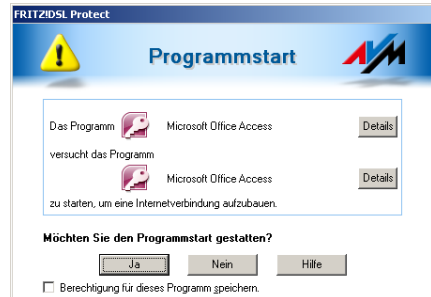 FRITZ!DSL Protect
Programmstart
AVM
Das Programm Microsoft Office Access Details
versucht das Programm
Microsoft Office Access Details
zu starten, um eine Internetverbindung aufzubauen.
Möchten Sie den Programmstart gestatten?
Ja Nein Hilfe
Berechtigung für dieses Programm speichern.